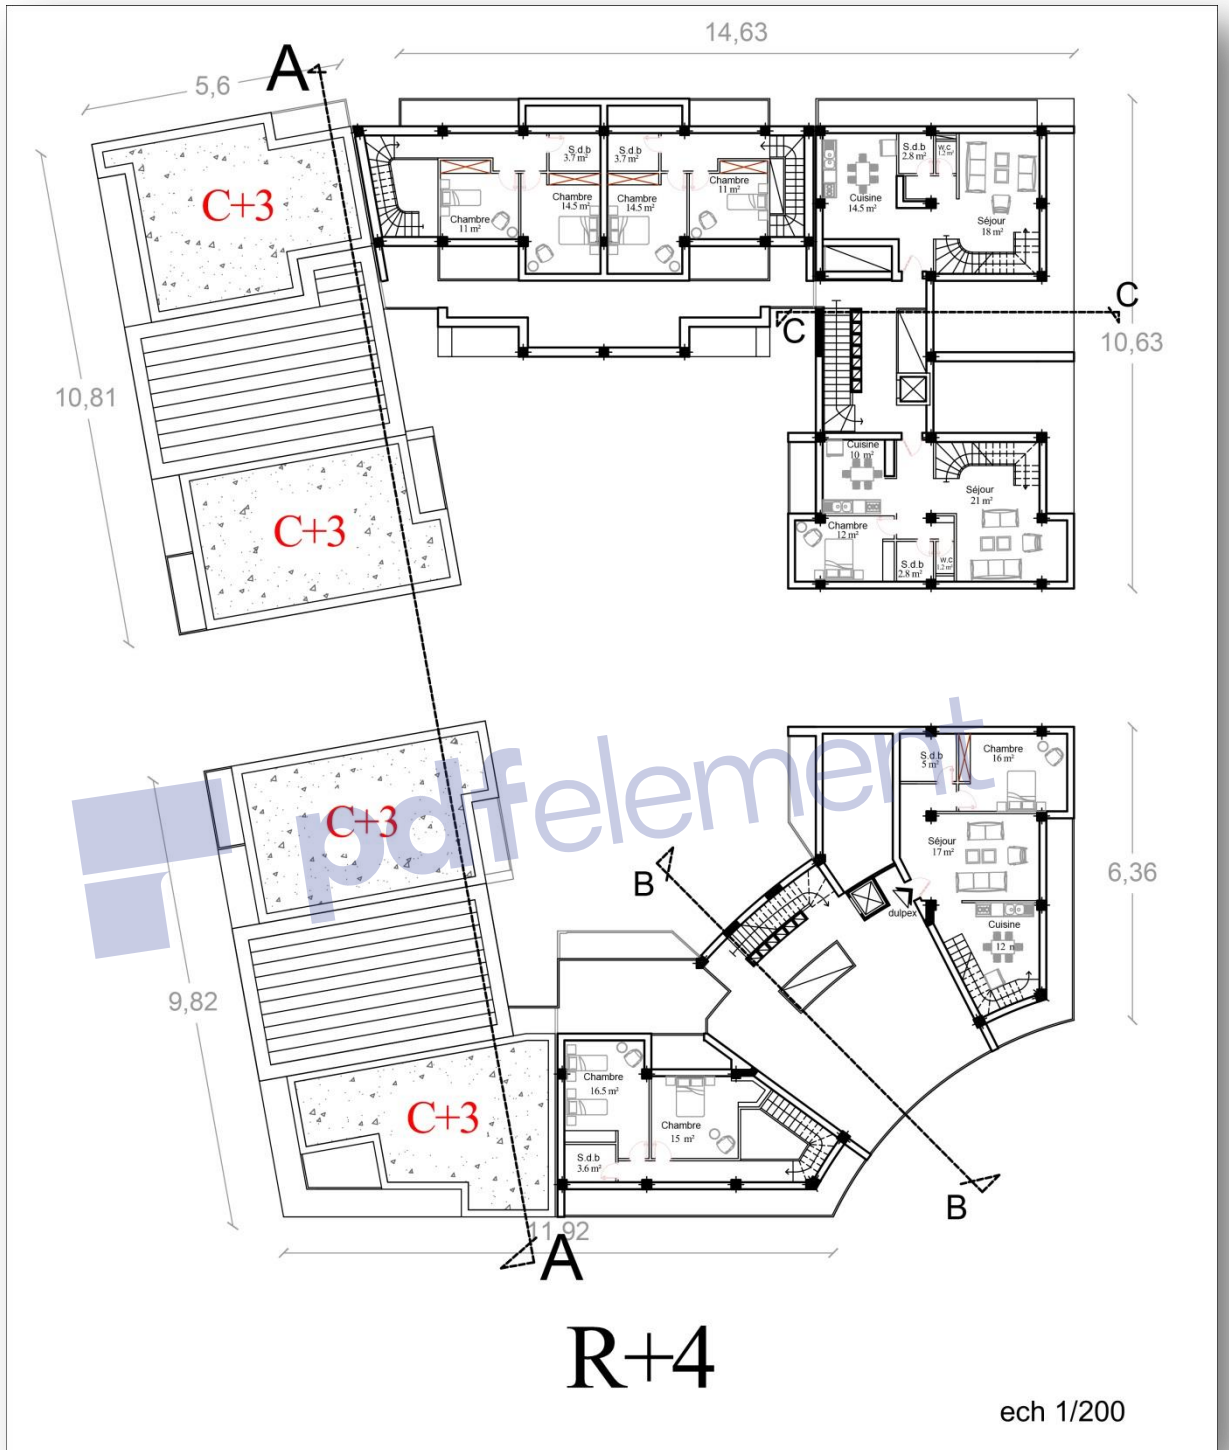 14,63
A
5,6
C+3
S.d.b
3.7 m²
S.d.b
3.7 m²
Chambre
11 m²
Chambre
14.5 m²
Chambre
14.5 m²
Chambre
11 m²
S.d.b
2.8 m²
W.C
1.2 m²
Cuisine
14.5 m²
Séjour
18 m²
C
C
10,63
10,81
C+3
Cuisine
10 m²
Séjour
21 m²
Chambre
12 m²
S.d.b
2.8 m²
W.C
1.2 m²
C+3
pdfelement
S.d.b
5 m²
Chambre
16 m²
Séjour
17 m²
6,36
B
dulpex
Cuisine
12 m
9,82
C+3
Chambre
16.5 m²
Chambre
15 m²
S.d.b
3.6 m²
B
11,92
A
R+4
ech 1/200